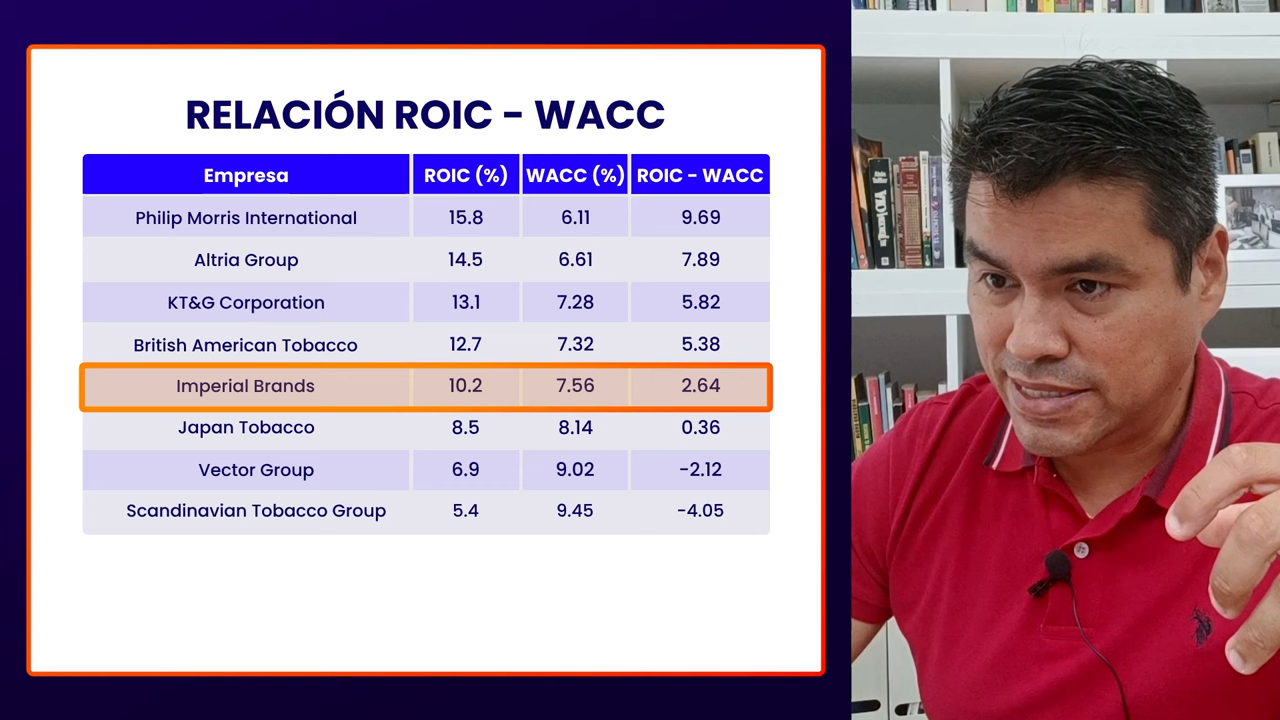 RELACIÓN ROIC - WACC
Empresa ROIC (%) WACC (%) ROIC - WACC
Philip Morris International 15.8 6.11 9.69
Altria Group 14.5 6.61 7.89
KT&G Corporation 13.1 7.28 5.82
British American Tobacco 12.7 7.32 5.38
Imperial Brands 10.2 7.56 2.64
Japan Tobacco 8.5 8.14 0.36
Vector Group 6.9 9.02 -2.12
Scandinavian Tobacco Group 5.4 9.45 -4.05